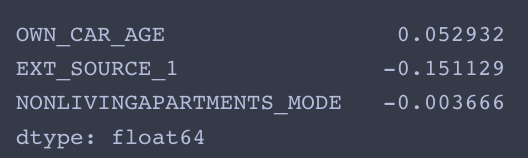 OWN_CAR_AGE 0.052932
EXT_SOURCE_1 -0.151129
NONLIVINGAPARTMENTS_MODE -0.003666
dtype: float64